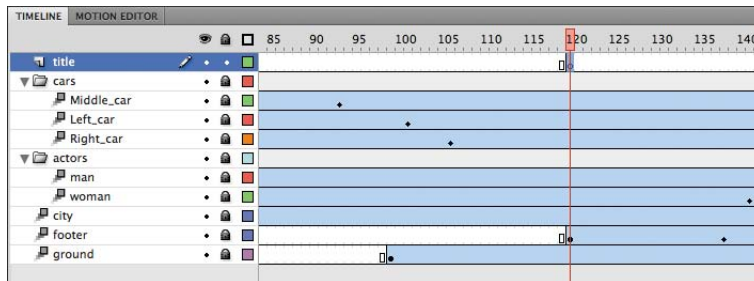 TIMELINE MOTION EDITOR
85 90 95 100 105 110 115 120 125 130 135 140
title
cars
Middle_car
Left_car
Right_car
actors
man
woman
city
footer
ground